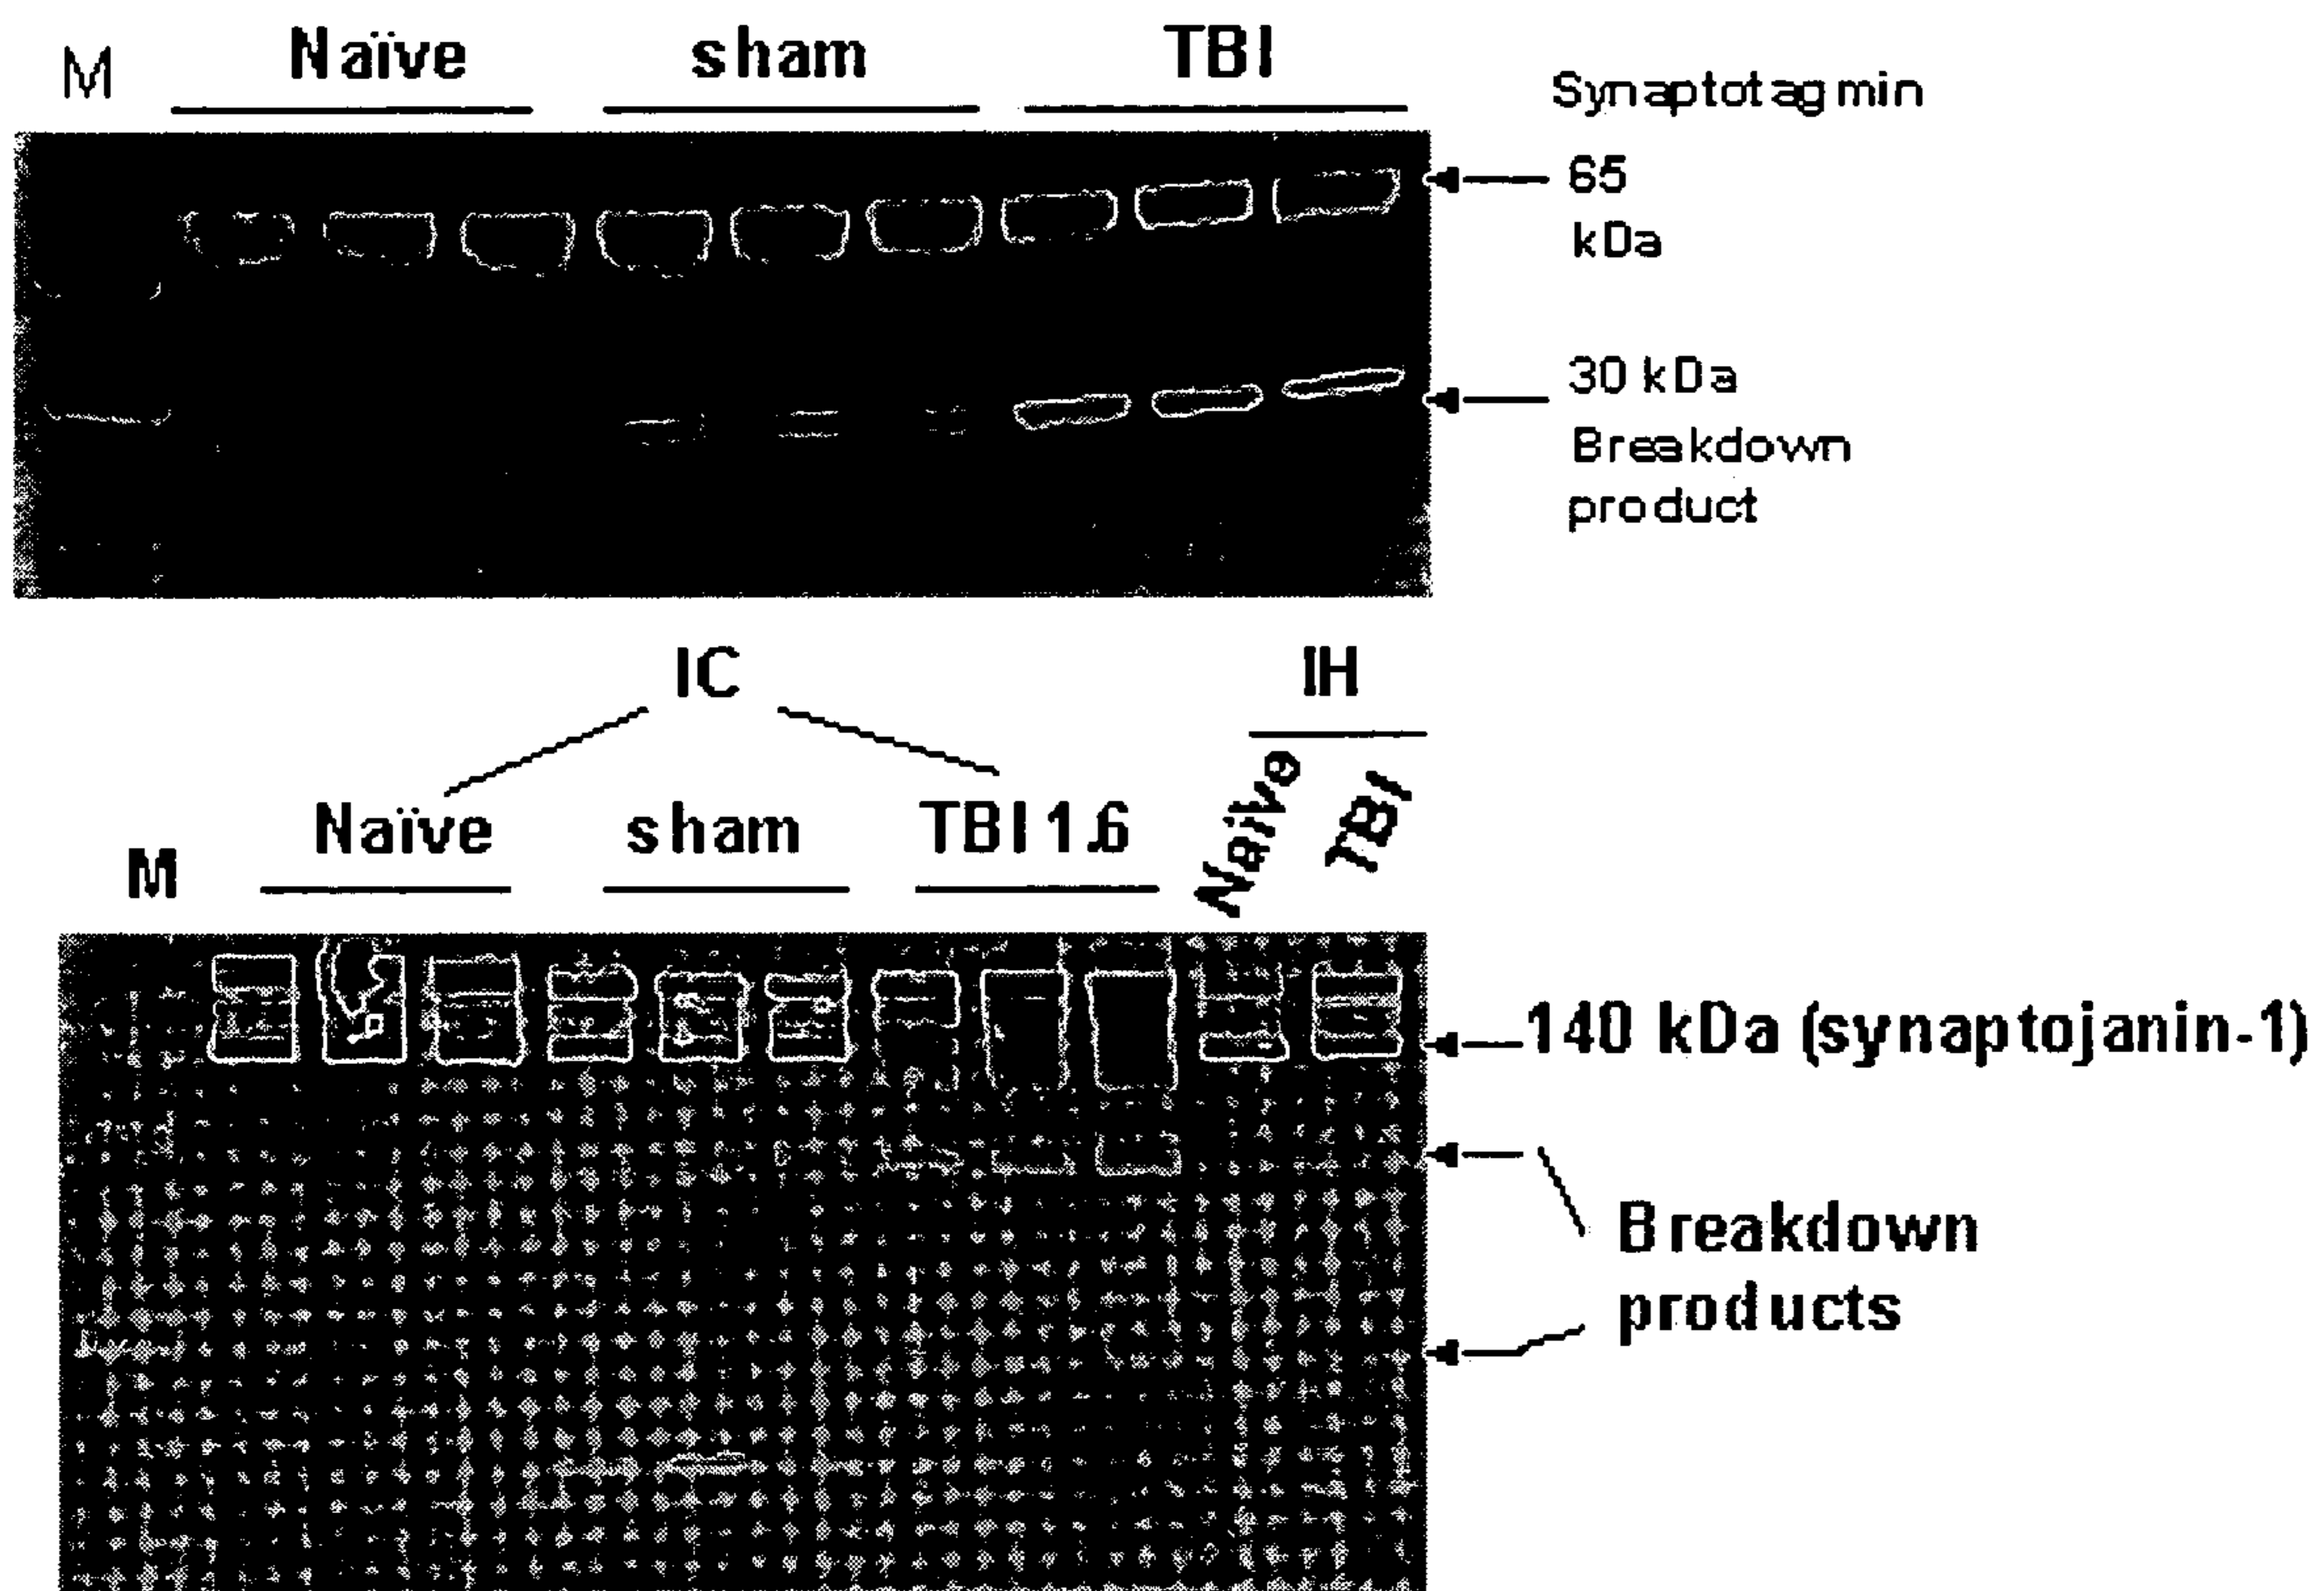 M Naïve sham TBI
Synaptotagmin
65
kDa
30 kDa
Breakdown
product
IC IH
M Naïve sham TBI 1.6 Naïve TBI
140 kDa (synaptojanin-1)
Breakdown
products